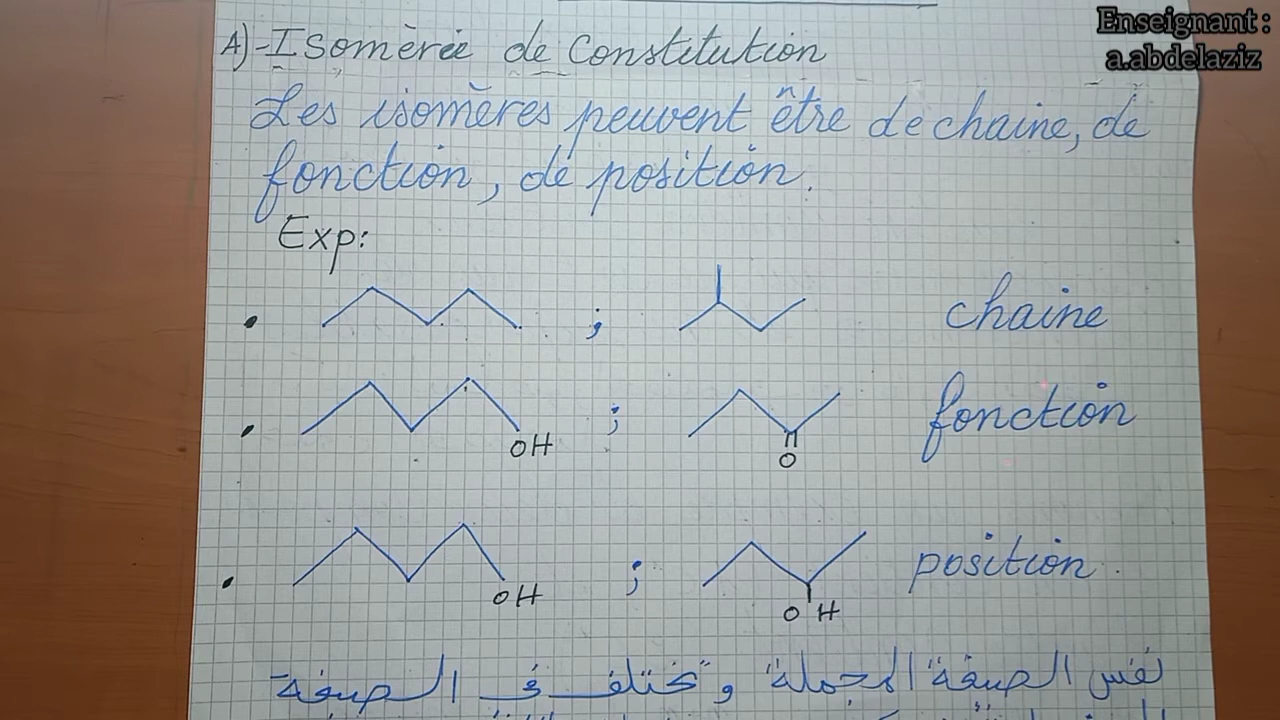 Enseignant :
a.abdelaziz
A)-Isomèrie de Constitution
Les isomères peuvent être de chaine, de
fonction, de position.
Exp:
; chaine
OH ; O fonction
OH ; OH position.
نفس الصيغة المجملة وتختلف في الصيغة